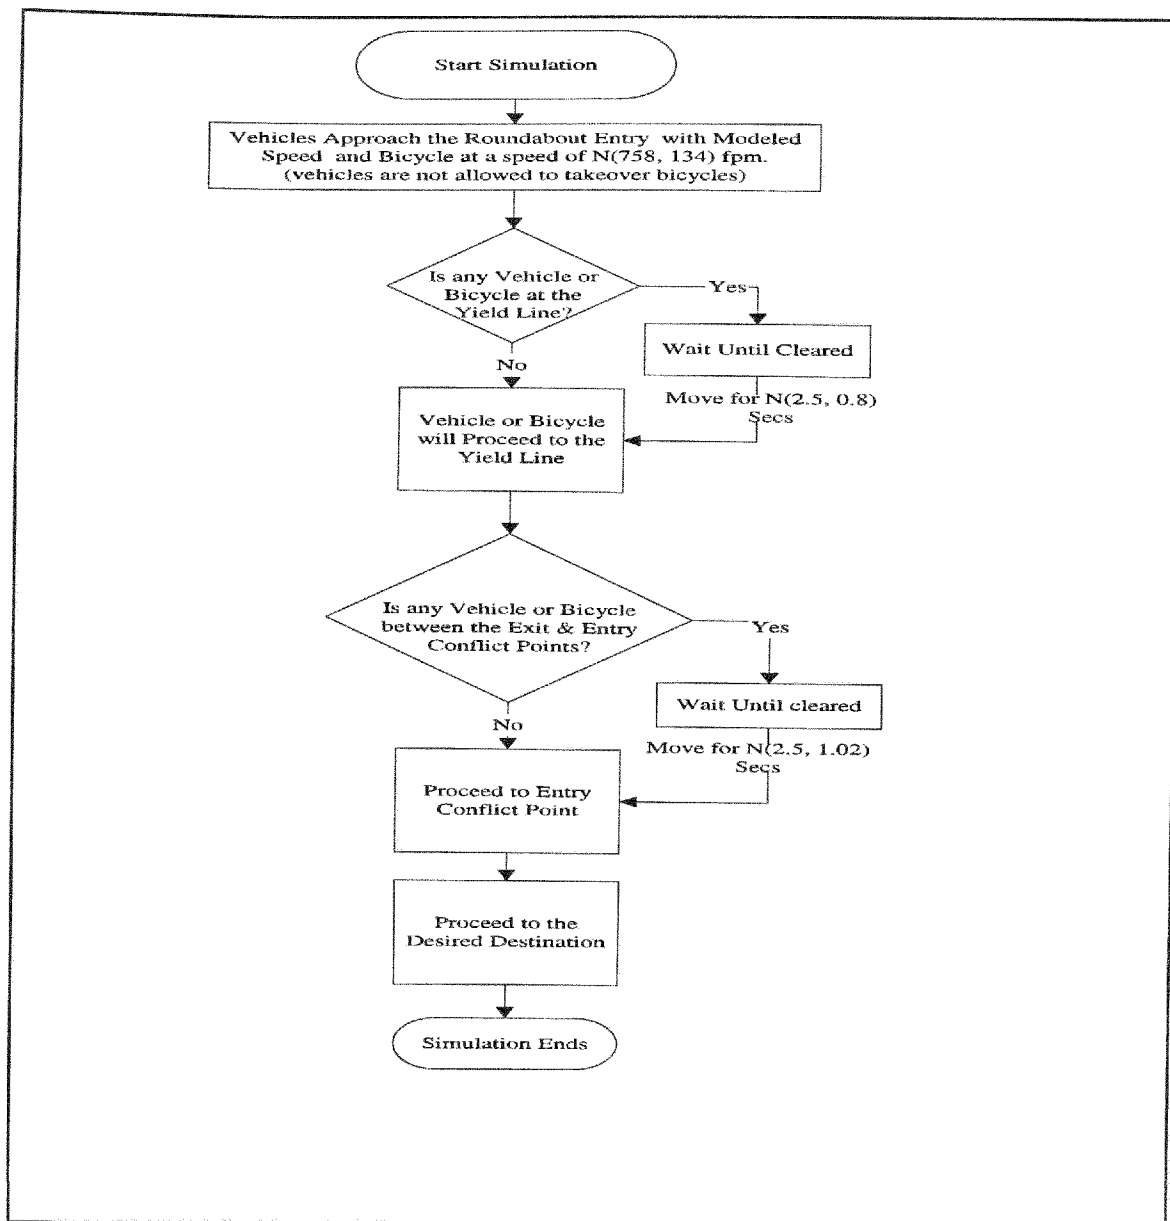 Start Simulation
Vehicles Approach the Roundabout Entry with Modeled
Speed and Bicycle at a speed of N(758, 134) fpm.
(vehicles are not allowed to takeover bicycles)
Is any Vehicle or
Bicycle at the
Yield Line?
Yes
Wait Until Cleared
Move for N(2.5, 0.8)
Secs
No
Vehicle or Bicycle
will Proceed to the
Yield Line
Is any Vehicle or Bicycle
between the Exit & Entry
Conflict Points?
Yes
Wait Until cleared
Move for N(2.5, 1.02)
Secs
No
Proceed to Entry
Conflict Point
Proceed to the
Desired Destination
Simulation Ends